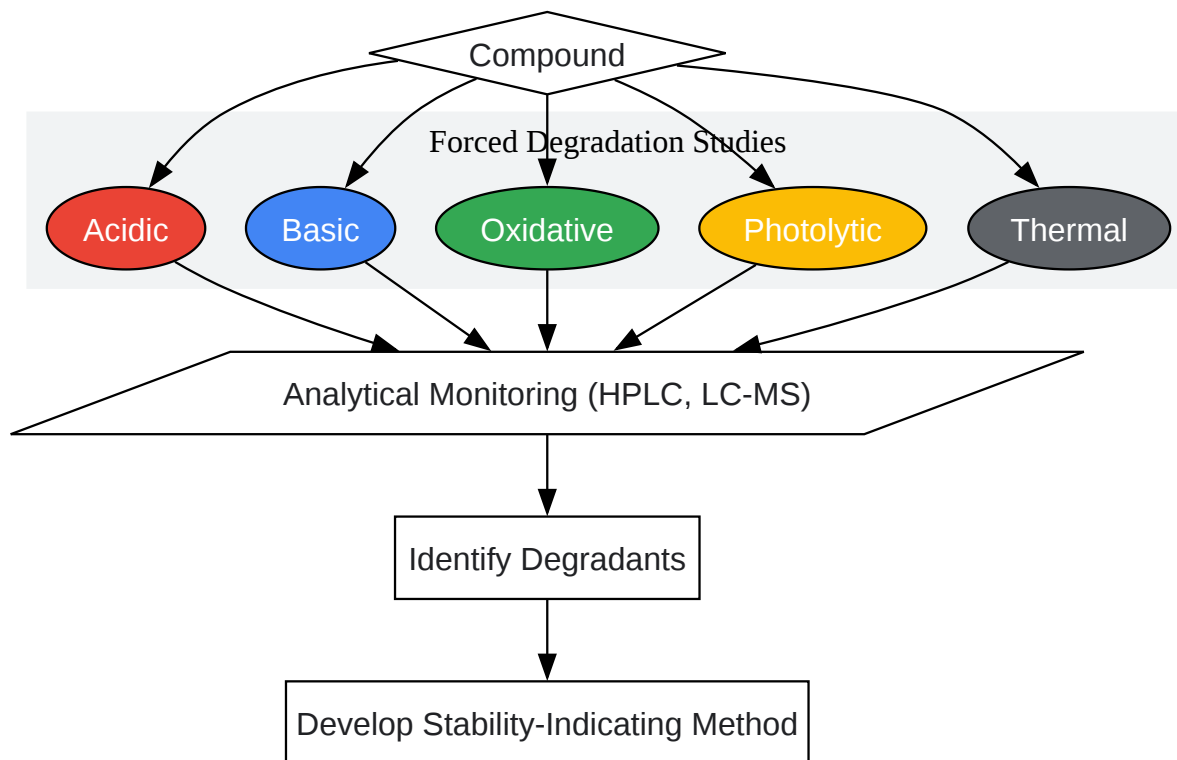 Compound
Forced Degradation Studies
Acidic
Basic
Oxidative
Photolytic
Thermal
Analytical Monitoring (HPLC, LC-MS)
Identify Degradants
Develop Stability-Indicating Method